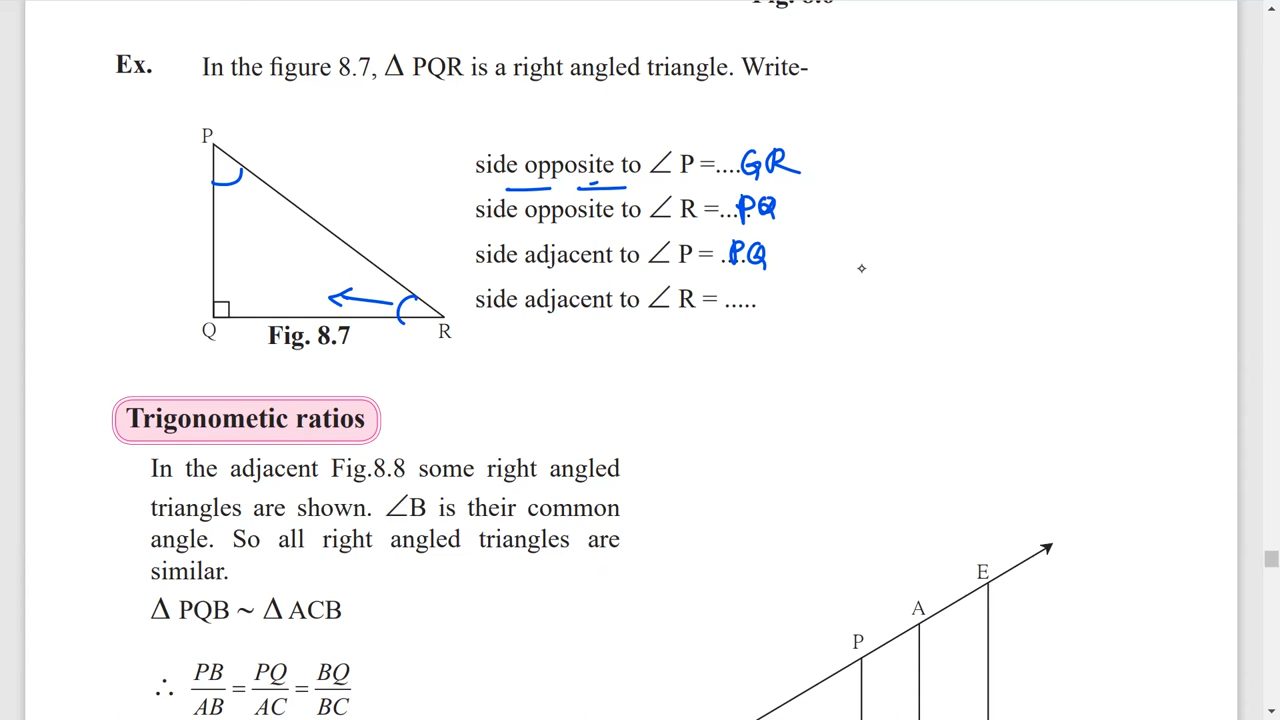 Ex. In the figure 8.7, Δ PQR is a right angled triangle. Write-
P
side opposite to ∠ P =....GR
side opposite to ∠ R =.....PQ
side adjacent to ∠ P = .....PQ
side adjacent to ∠ R = .....
Q Fig. 8.7 R
Trigonometic ratios
In the adjacent Fig.8.8 some right angled
triangles are shown. ∠B is their common
angle. So all right angled triangles are
similar.
Δ PQB ~ Δ ACB
∴ PB/AB = PQ/AC = BQ/BC
E
A
P